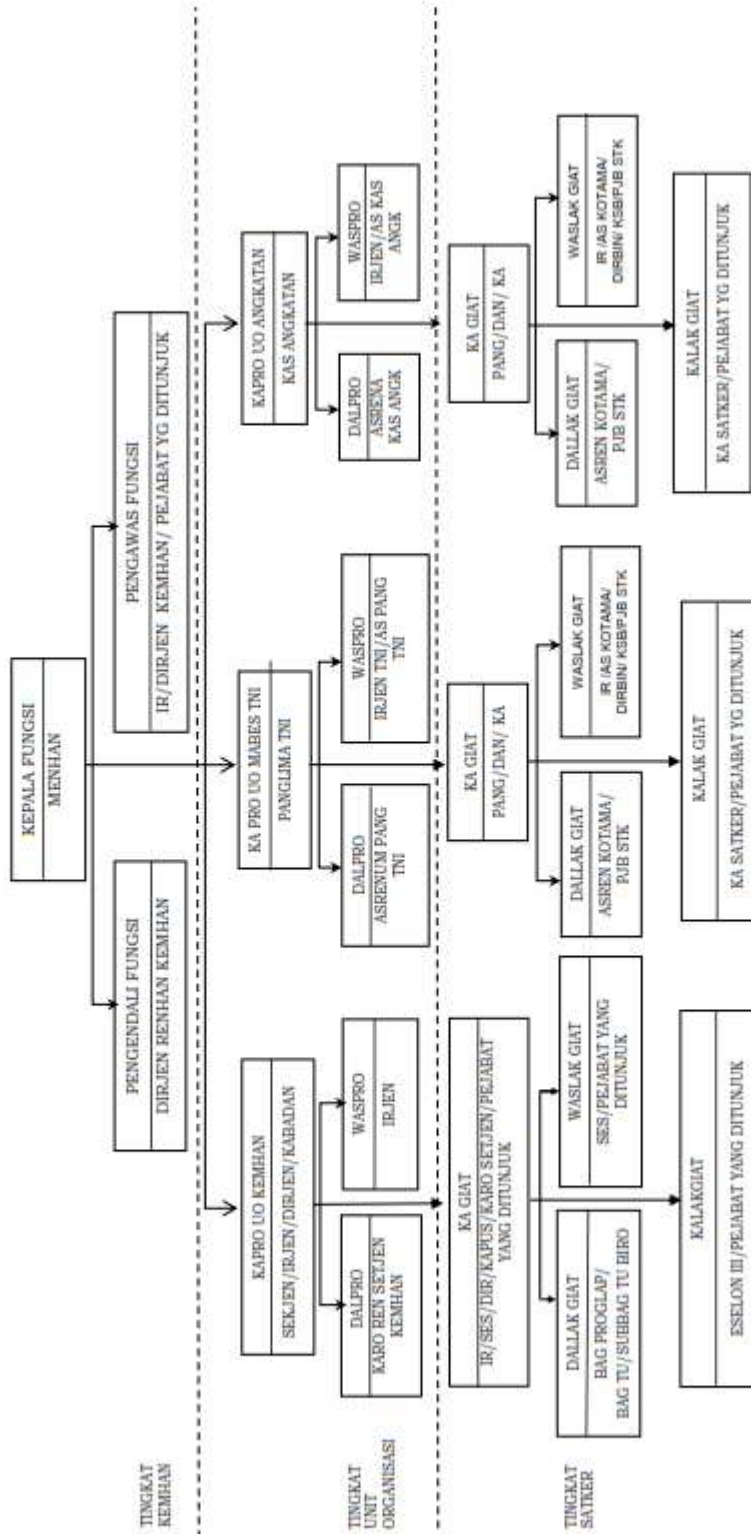 KEPALA FUNGSI
MENHAN
PENGENDALI FUNGSI
DIRJEN RENHAN KEMHAN
PENGAWAS FUNGSI
IR/DIRJEN KEMHAN/ PEJABAT YG DITUNJUK
TINGKAT
KEMHAN
KAPRO UO KEMHAN
SEKJEN/IRJEN/DIRJEN/KABADAN
KA PRO UO MABES TNI
PANGLIMA TNI
KAPRO UO ANGKATAN
KAS ANGKATAN
DALPRO
KARO REN SETJEN
KEMHAN
WASPRO
IRJEN
DALPRO
ASRENUM PANG
TNI
WASPRO
IRJEN TNI/AS PANG
TNI
DALPRO
ASRENA
KAS ANGK
WASPRO
IRJEN/AS KAS
ANGK
TINGKAT
UNIT
ORGANISASI
KA GIAT
IR/SES/DIR/KAPUS/KARO SETJEN/PEJABAT
YANG DITUNJUK
KA GIAT
PANG/DAN/ KA
KA GIAT
PANG/DAN/ KA
DALLAK GIAT
BAG PROGLAP/
BAG TU/SUBBAG TU BIRO
WASLAK GIAT
SES/PEJABAT YANG
DITUNJUK
DALLAK GIAT
ASREN KOTAMA/
PJB STK
WASLAK GIAT
IR /AS KOTAMA/
DIRBIN/ KSB/PJB STK
DALLAK GIAT
ASREN KOTAMA/
PJB STK
WASLAK GIAT
IR /AS KOTAMA/
DIRBIN/ KSB/PJB STK
TINGKAT
SATKER
KALAKGIAT
ESELON III/PEJABAT YANG DITUNJUK
KALAK GIAT
KA SATKER/PEJABAT YG DITUNJUK
KALAK GIAT
KA SATKER/PEJABAT YG DITUNJUK